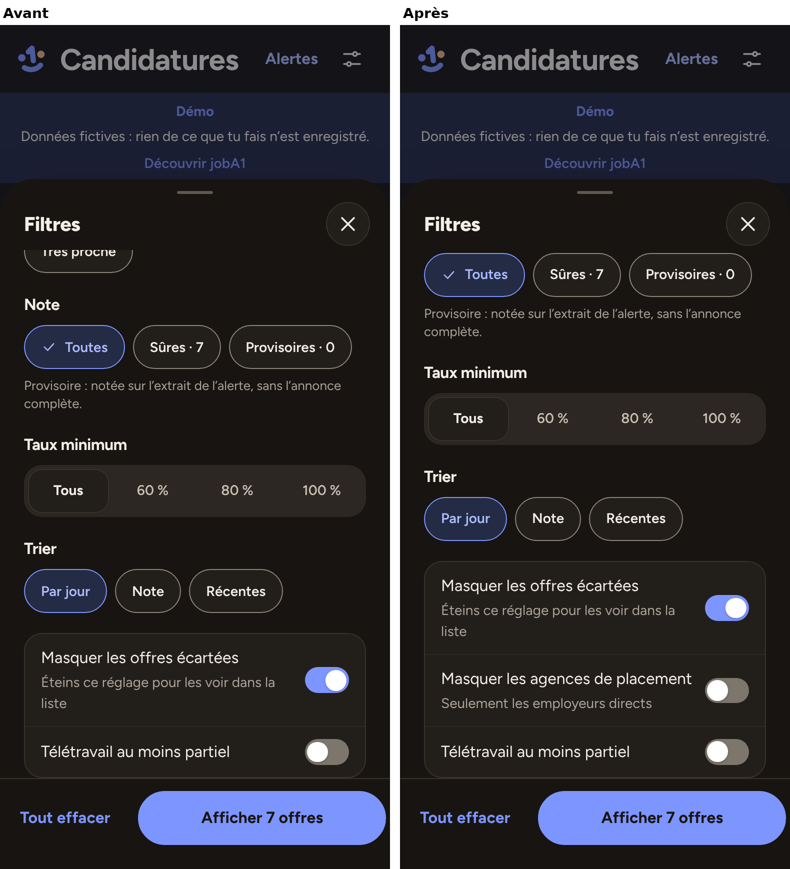 Avant
Candidatures
Alertes
Démo
Données fictives : rien de ce que tu fais n’est enregistré.
Découvrir jobA1
Filtres
Très proche
Note
Toutes
Sûres · 7
Provisoires · 0
Provisoire : notée sur l’extrait de l’alerte, sans l’annonce
complète.
Taux minimum
Tous
60 %
80 %
100 %
Trier
Par jour
Note
Récentes
Masquer les offres écartées
Éteins ce réglage pour les voir dans la
liste
Télétravail au moins partiel
Tout effacer
Afficher 7 offres
Après
Candidatures
Alertes
Démo
Données fictives : rien de ce que tu fais n’est enregistré.
Découvrir jobA1
Filtres
Toutes
Sûres · 7
Provisoires · 0
Provisoire : notée sur l’extrait de l’alerte, sans l’annonce
complète.
Taux minimum
Tous
60 %
80 %
100 %
Trier
Par jour
Note
Récentes
Masquer les offres écartées
Éteins ce réglage pour les voir dans la
liste
Masquer les agences de placement
Seulement les employeurs directs
Télétravail au moins partiel
Tout effacer
Afficher 7 offres